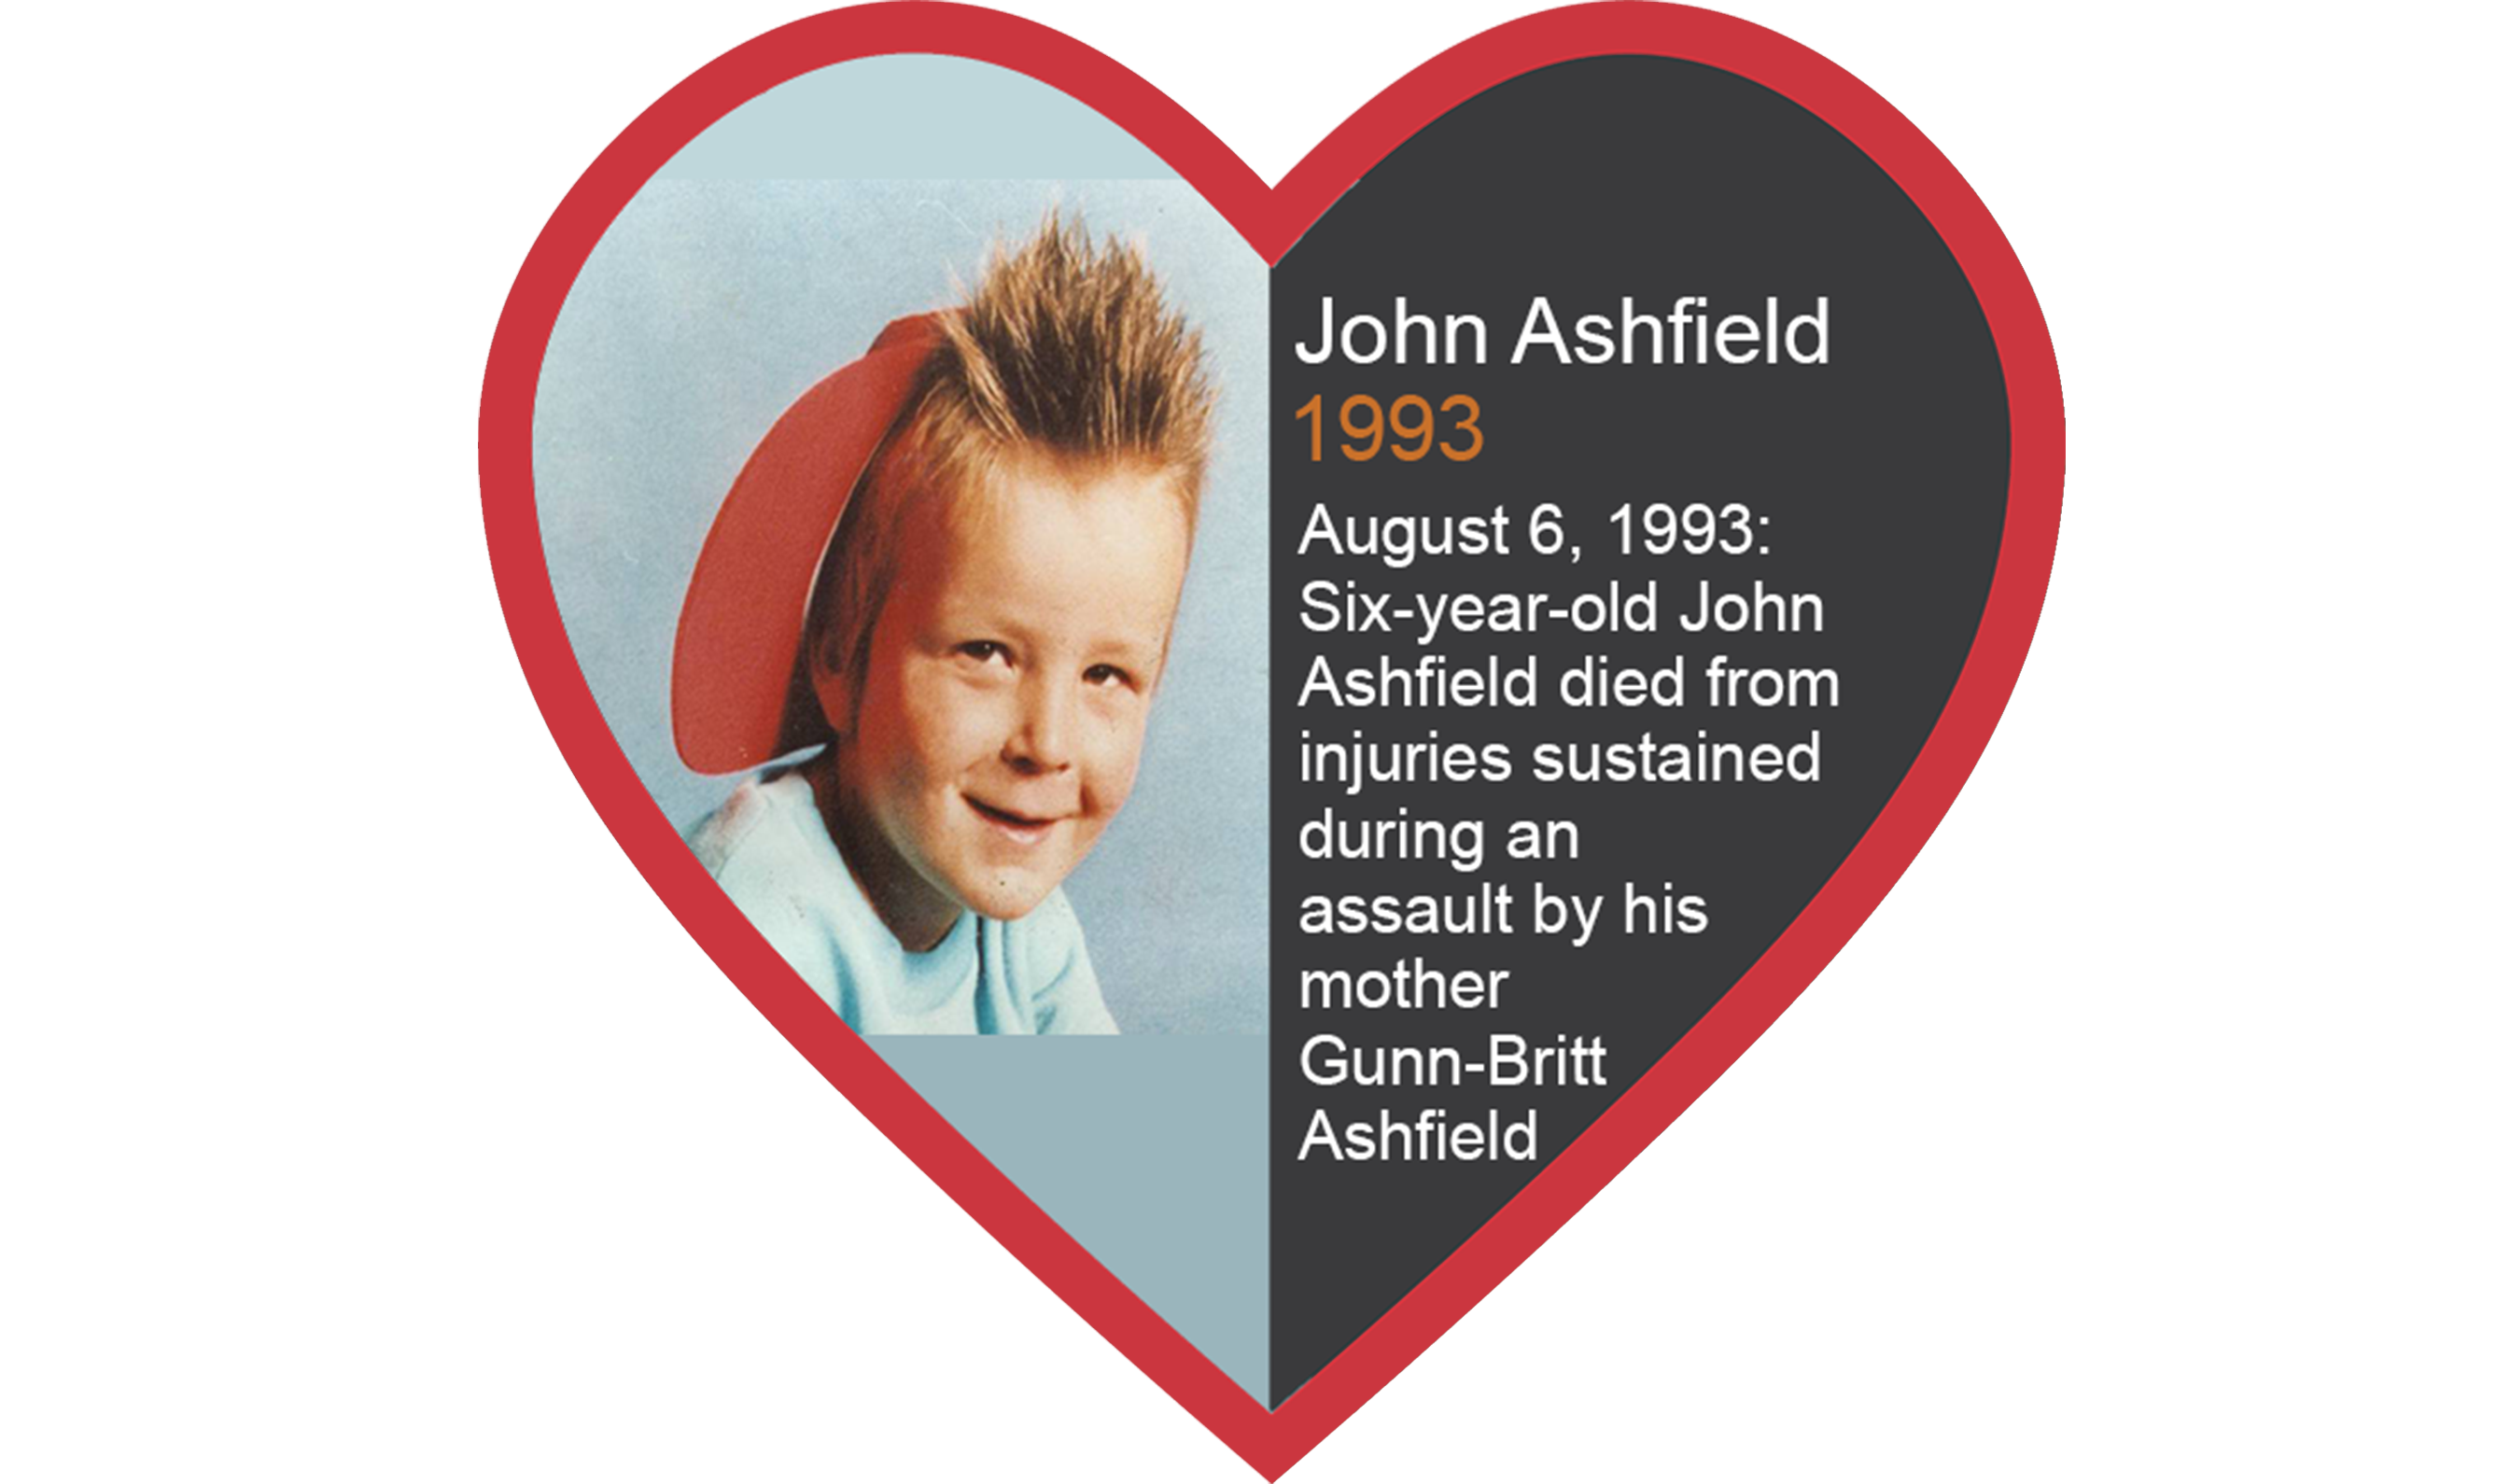 John Ashfield
1993
August 6, 1993:
Six-year-old John
Ashfield died from
injuries sustained
during an
assault by his
mother
Gunn-Britt
Ashfield